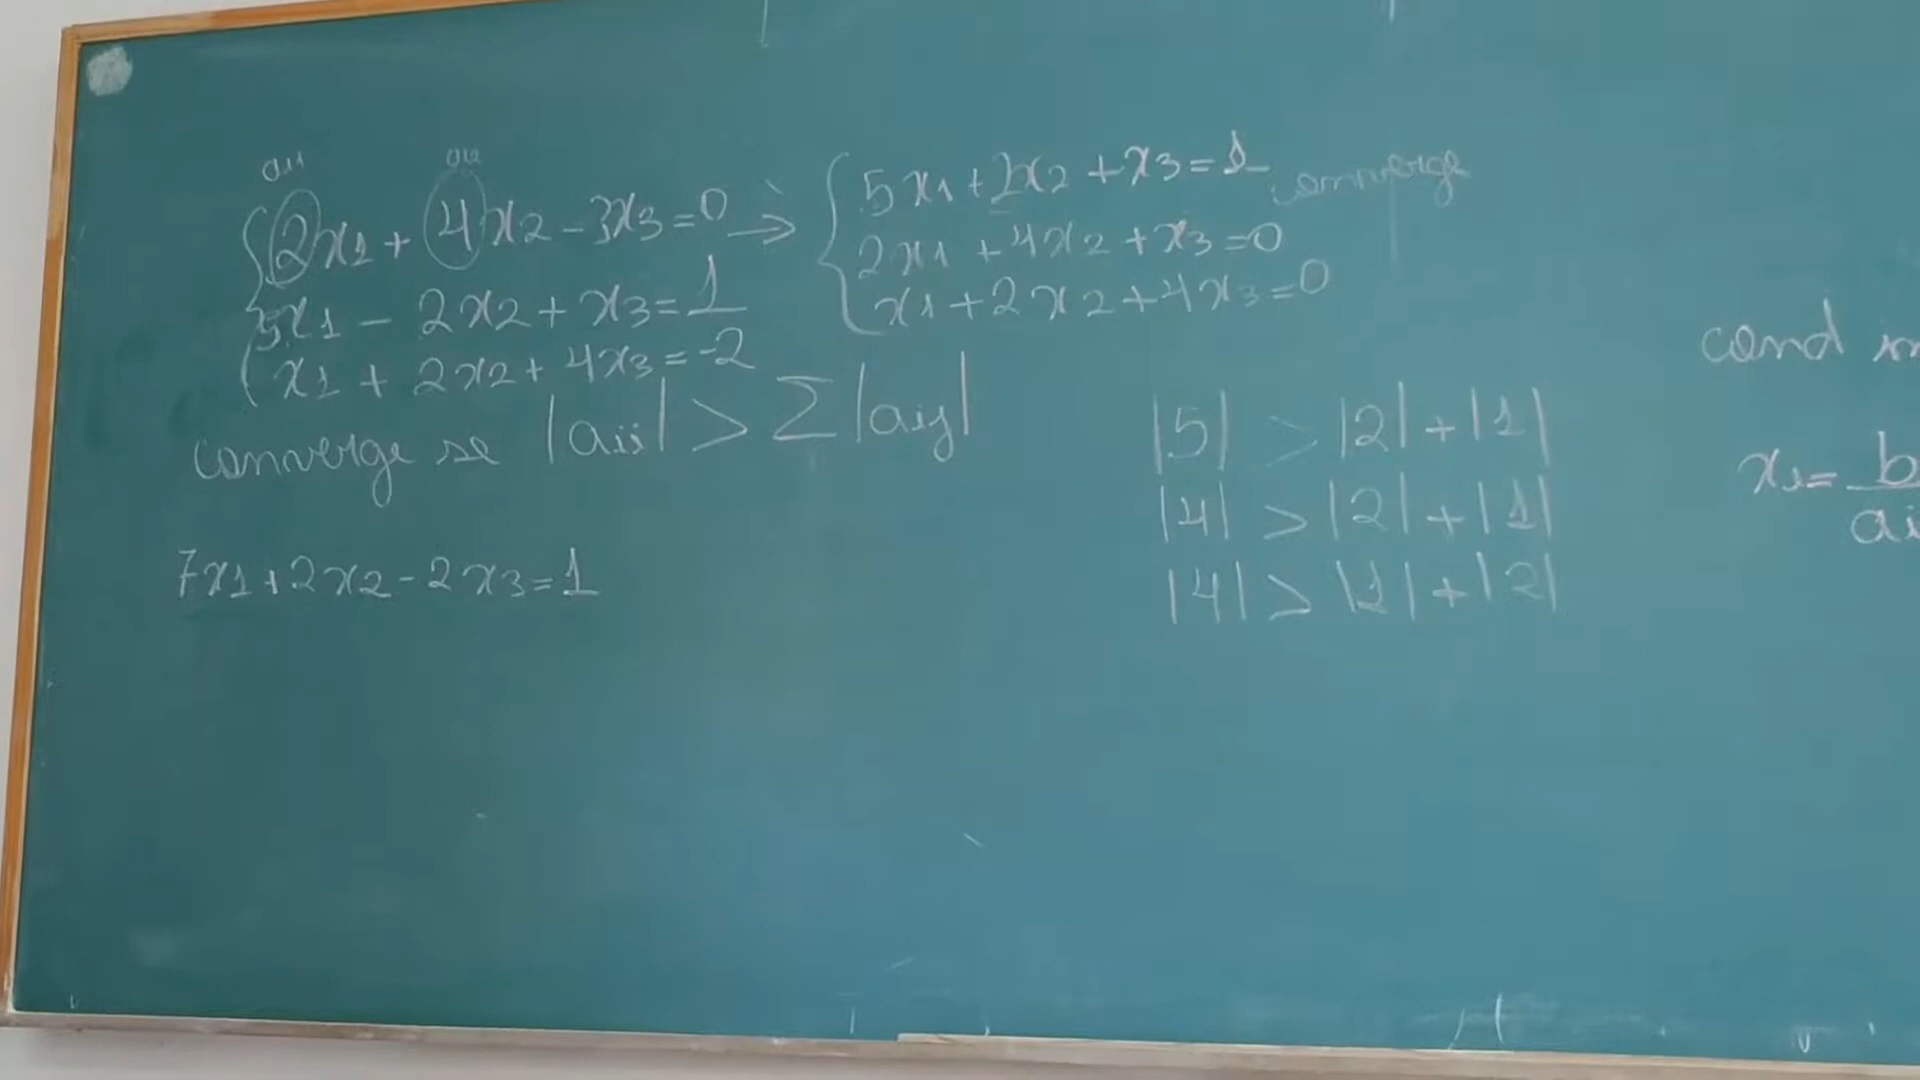 a11 a12
2x1 + 4x2 - 3x3 = 0 →
5x1 - 2x2 + x3 = 1
x1 + 2x2 + 4x3 = -2
5x1 + 2x2 + x3 = 1 converge
2x1 + 4x2 + x3 = 0
x1 + 2x2 + 4x3 = 0
converge se |aii| > Σ|aij|
7x1 + 2x2 - 2x3 = 1
|5| > |2| + |1|
|4| > |2| + |1|
|4| > |1| + |2|
cond
x1 = b / ai